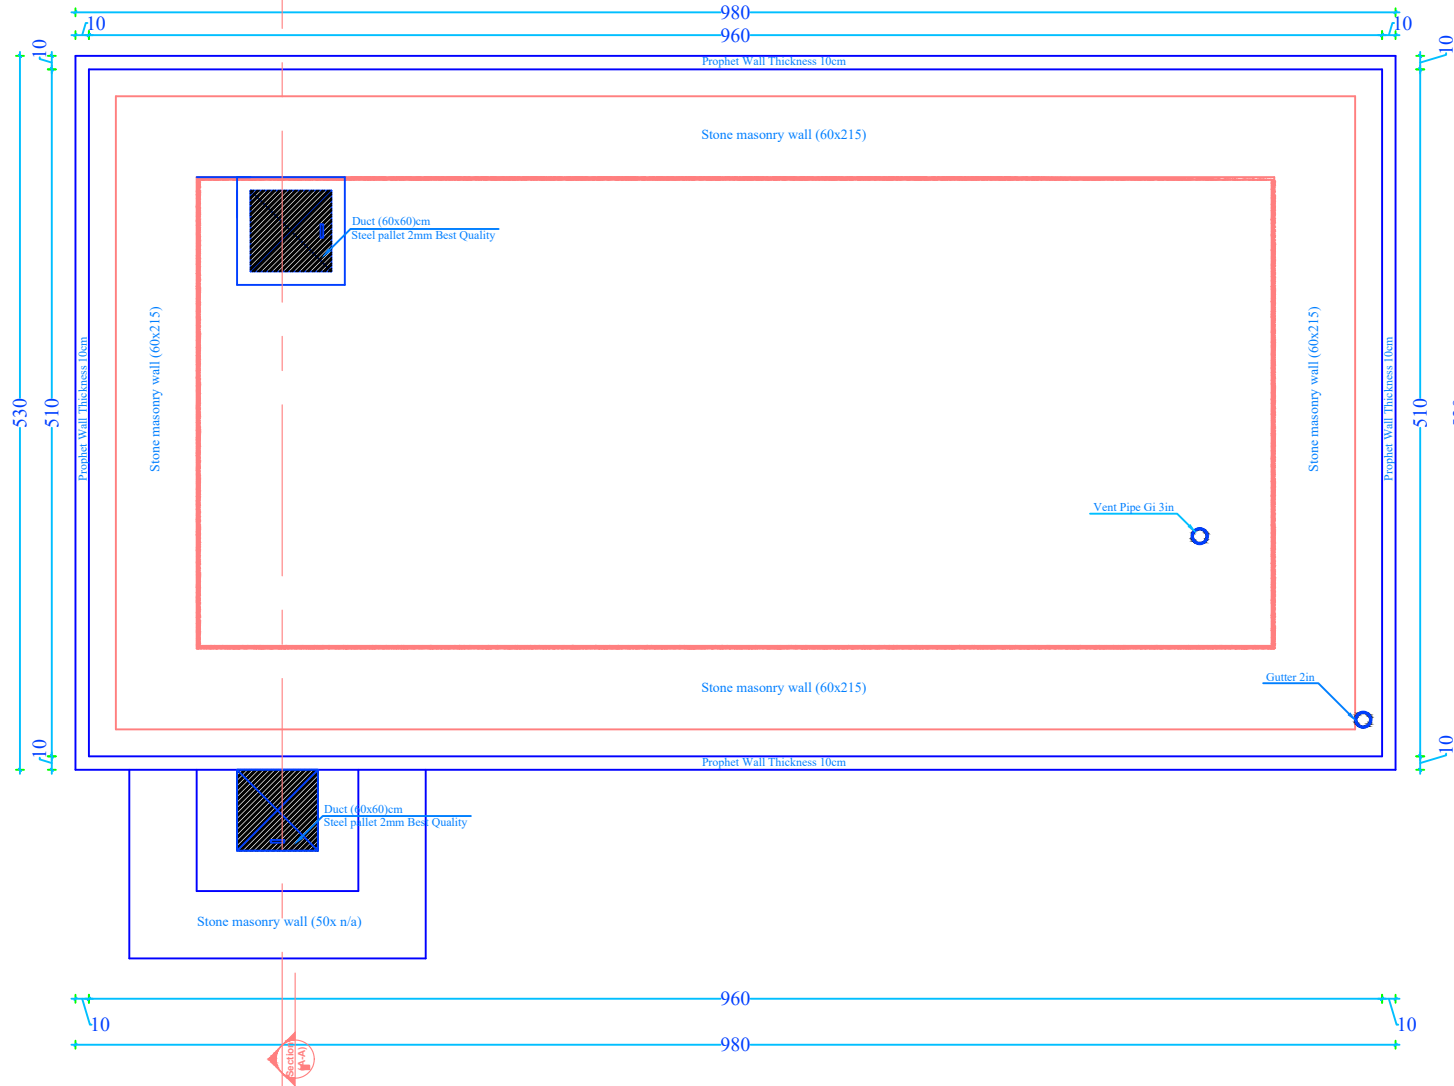 980
10
10
960
10
10
Prophet Wall Thickness 10cm
Stone masonry wall (60x215)
Duct (60x60)cm
Steel pallet 2mm Best Quality
530
510
Prophet Wall Thickness 10cm
Stone masonry wall (60x215)
Stone masonry wall (60x215)
Prophet Wall Thickness 10cm
510
Vent Pipe Gi 3in
Gutter 2in
Stone masonry wall (60x215)
10
10
Prophet Wall Thickness 10cm
Duct (60x60)cm
Steel pallet 2mm Best Quality
Stone masonry wall (50x n/a)
960
10
10
980
Section
(A-A)